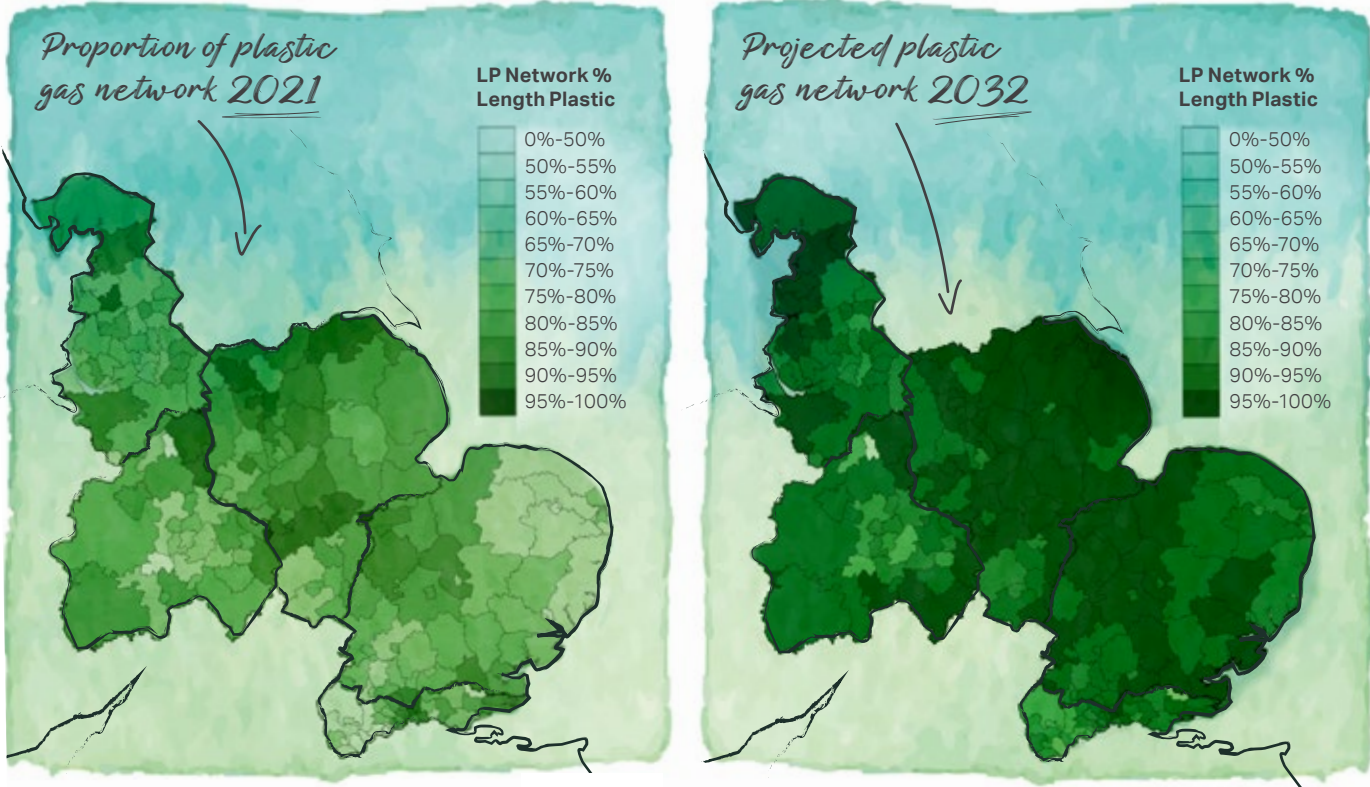 Proportion of plastic
gas network 2021
LP Network %
Length Plastic
0%-50%
50%-55%
55%-60%
60%-65%
65%-70%
70%-75%
75%-80%
80%-85%
85%-90%
90%-95%
95%-100%
Projected plastic
gas network 2032
LP Network %
Length Plastic
0%-50%
50%-55%
55%-60%
60%-65%
65%-70%
70%-75%
75%-80%
80%-85%
85%-90%
90%-95%
95%-100%